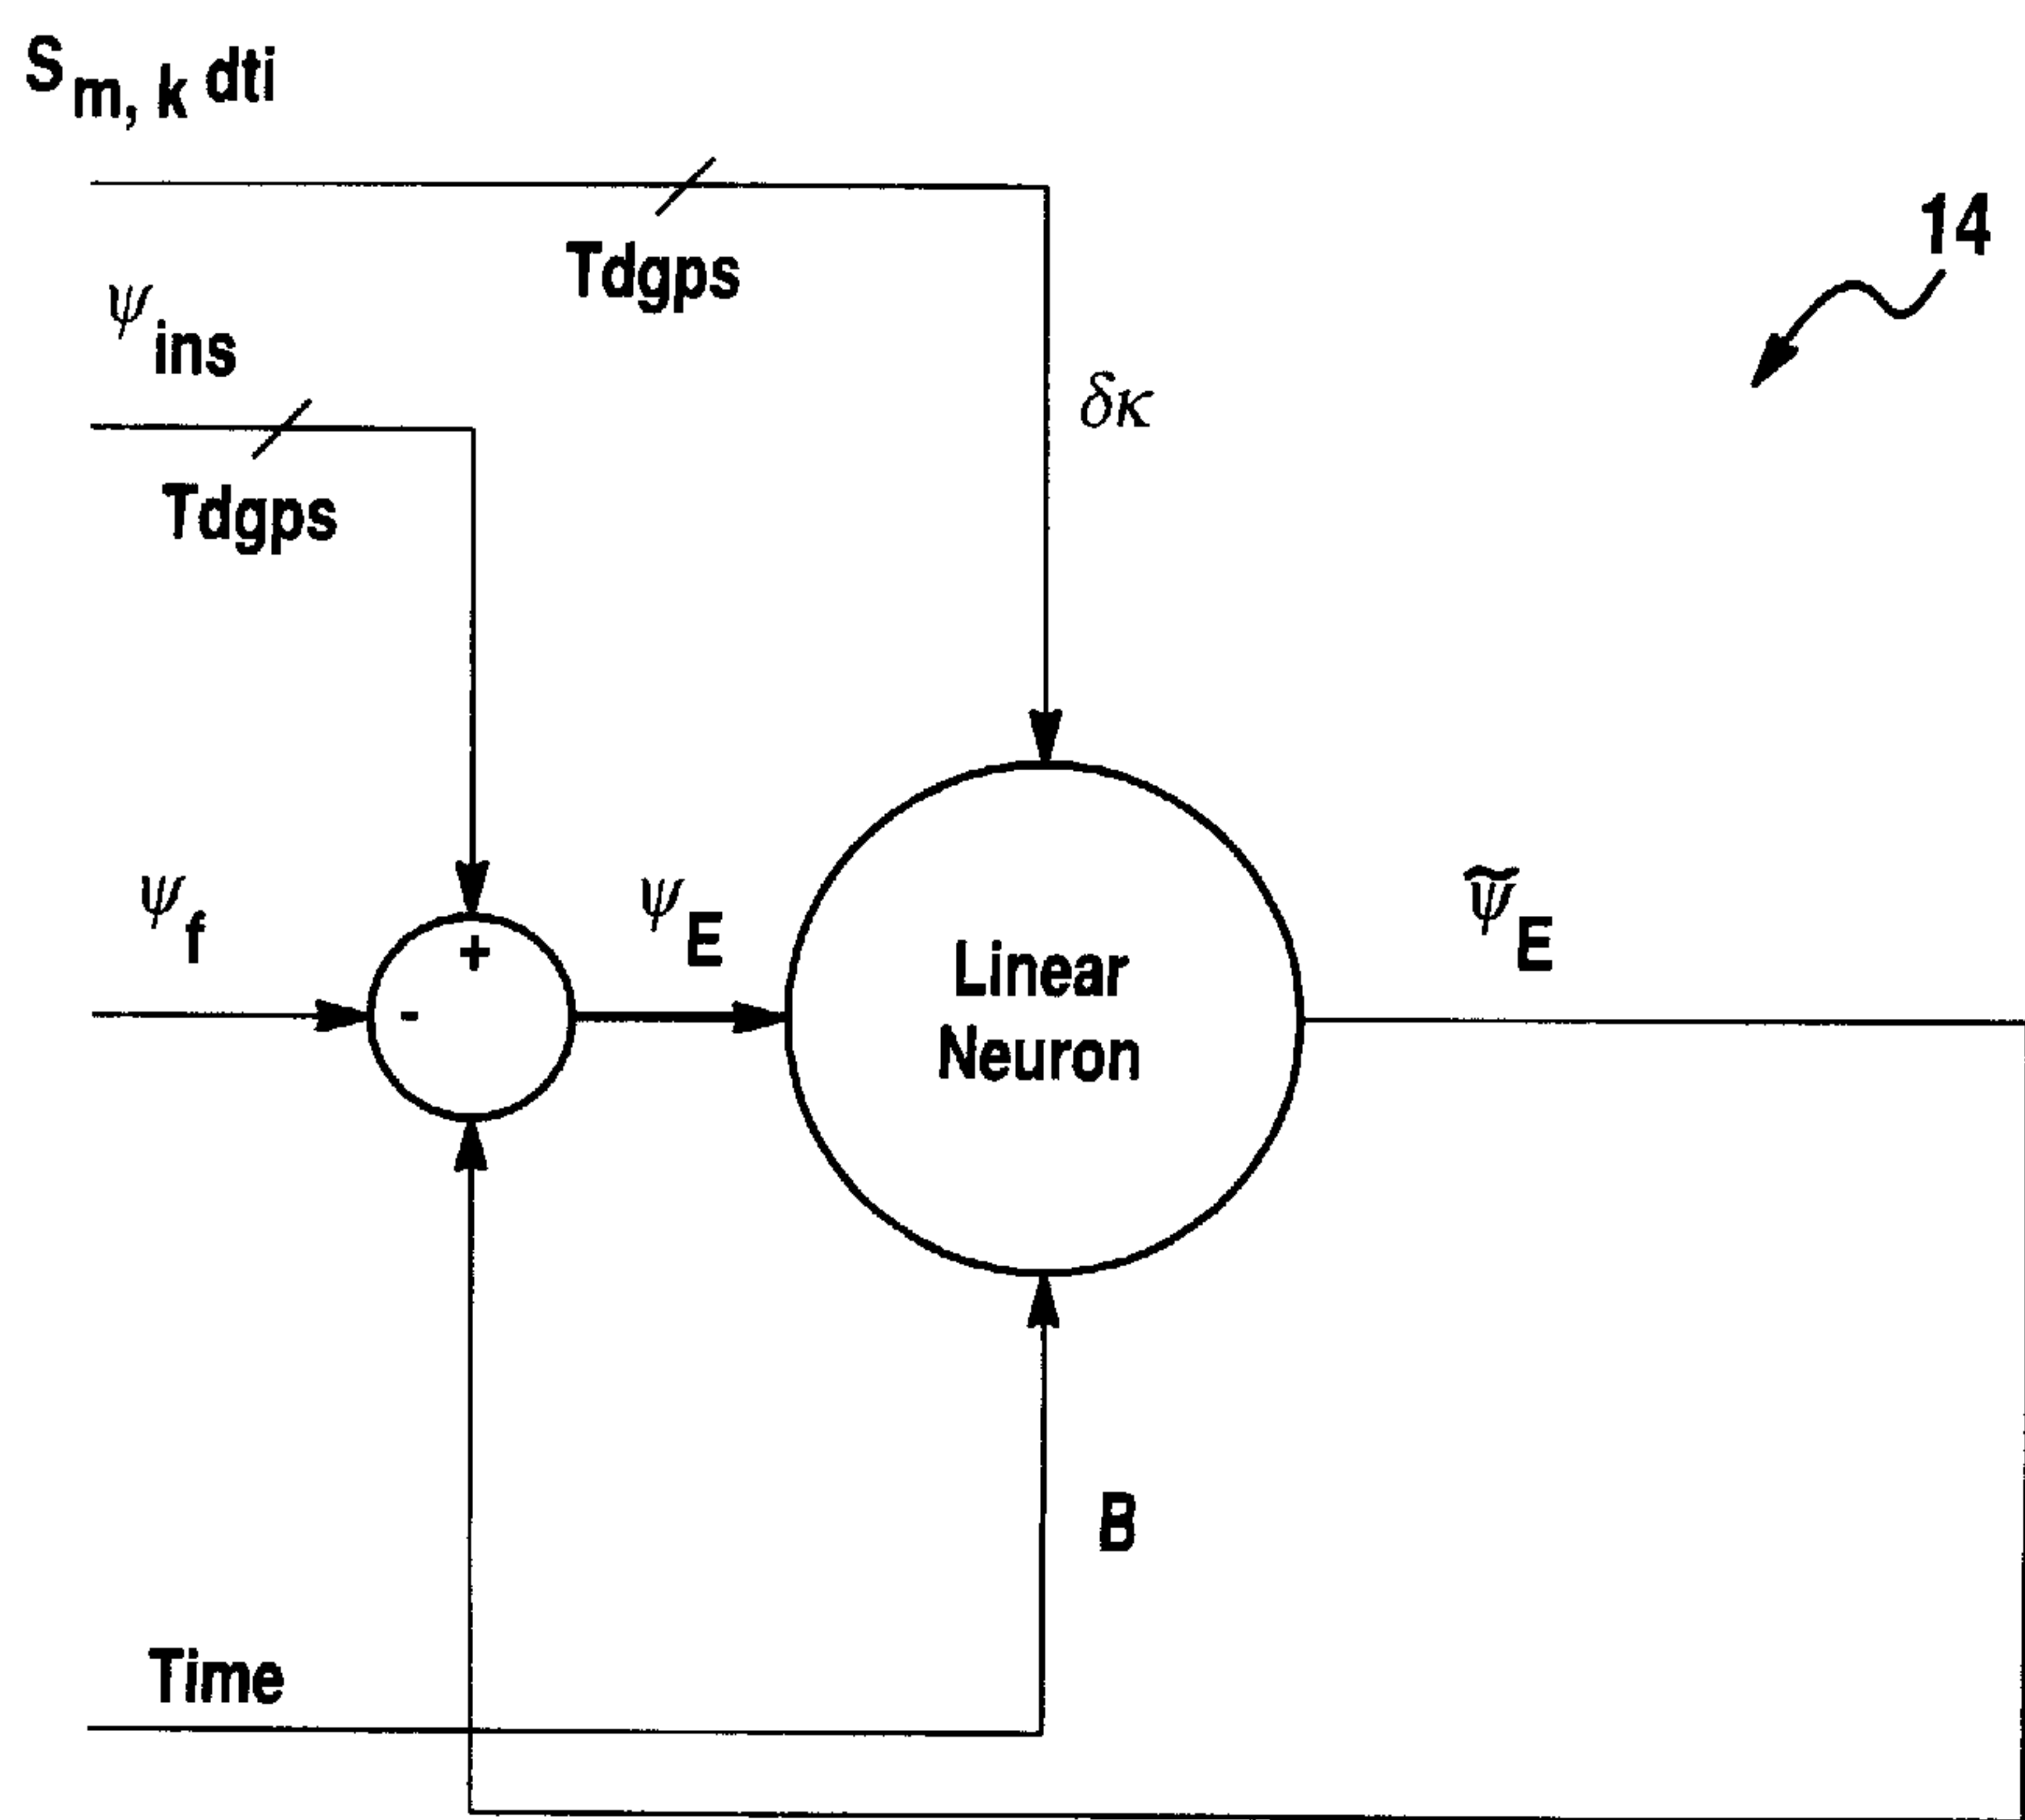 S m, k dti
Tdgps
14
ψ ins
δκ
Tdgps
ψ f
+
-
ψ E
Linear
Neuron
ψ̃ E
B
Time